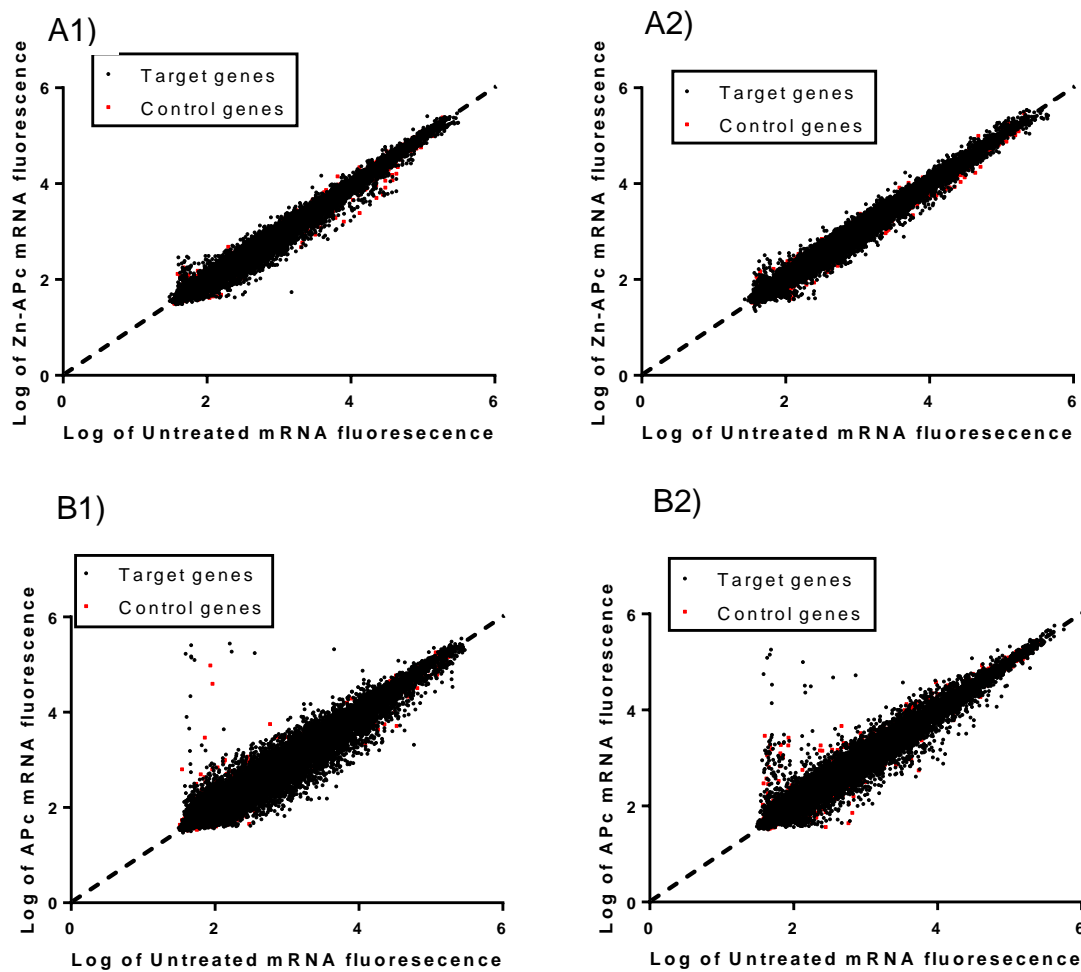 A1)
Target genes
Control genes
Log of Zn-APc mRNA fluorescence
6
4
2
0
0
2
4
6
Log of Untreated mRNA fluoresecence
A2)
Target genes
Control genes
Log of Zn-APc mRNA fluorescence
6
4
2
0
0
2
4
6
Log of Untreated mRNA fluoresecence
B1)
Target genes
Control genes
Log of APc mRNA fluorescence
6
4
2
0
0
2
4
6
Log of Untreated mRNA fluoresecence
B2)
Target genes
Control genes
Log of APc mRNA fluorescence
6
4
2
0
0
2
4
6
Log of Untreated mRNA fluoresecence